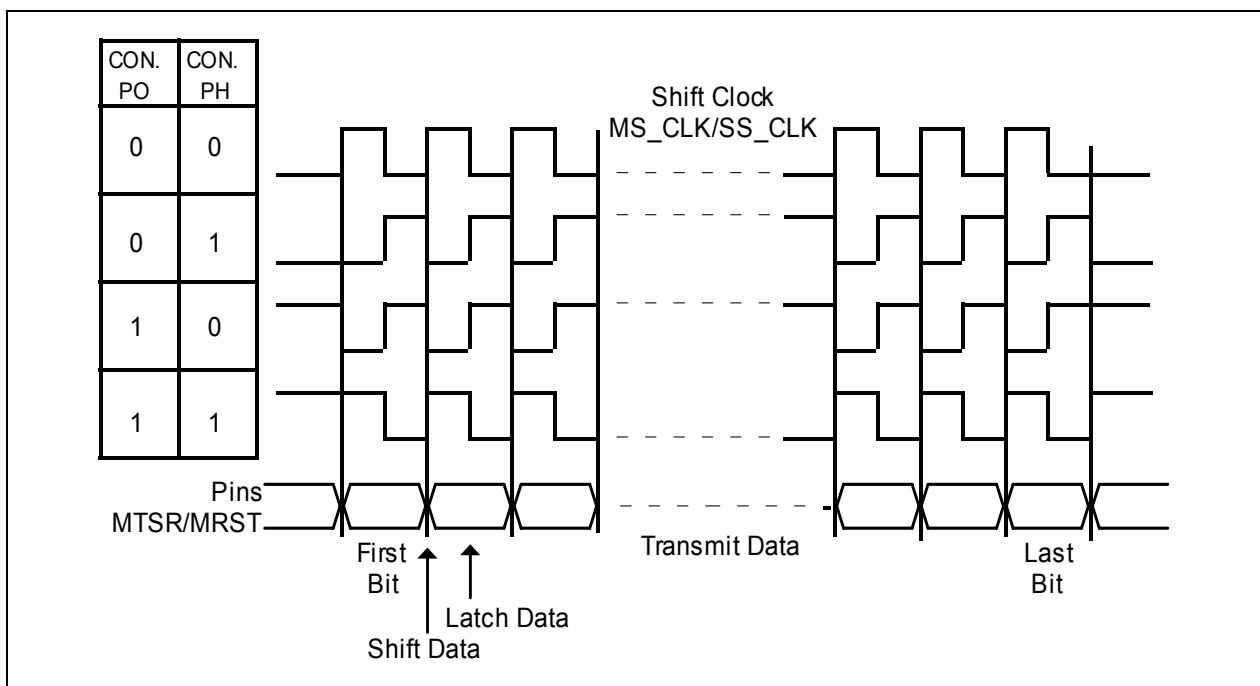 CON. CON.
PO PH
0 0
0 1
1 0
1 1
Shift Clock
MS_CLK/SS_CLK
Pins
MTSR/MRST
First
Bit
Transmit Data
Last
Bit
Latch Data
Shift Data